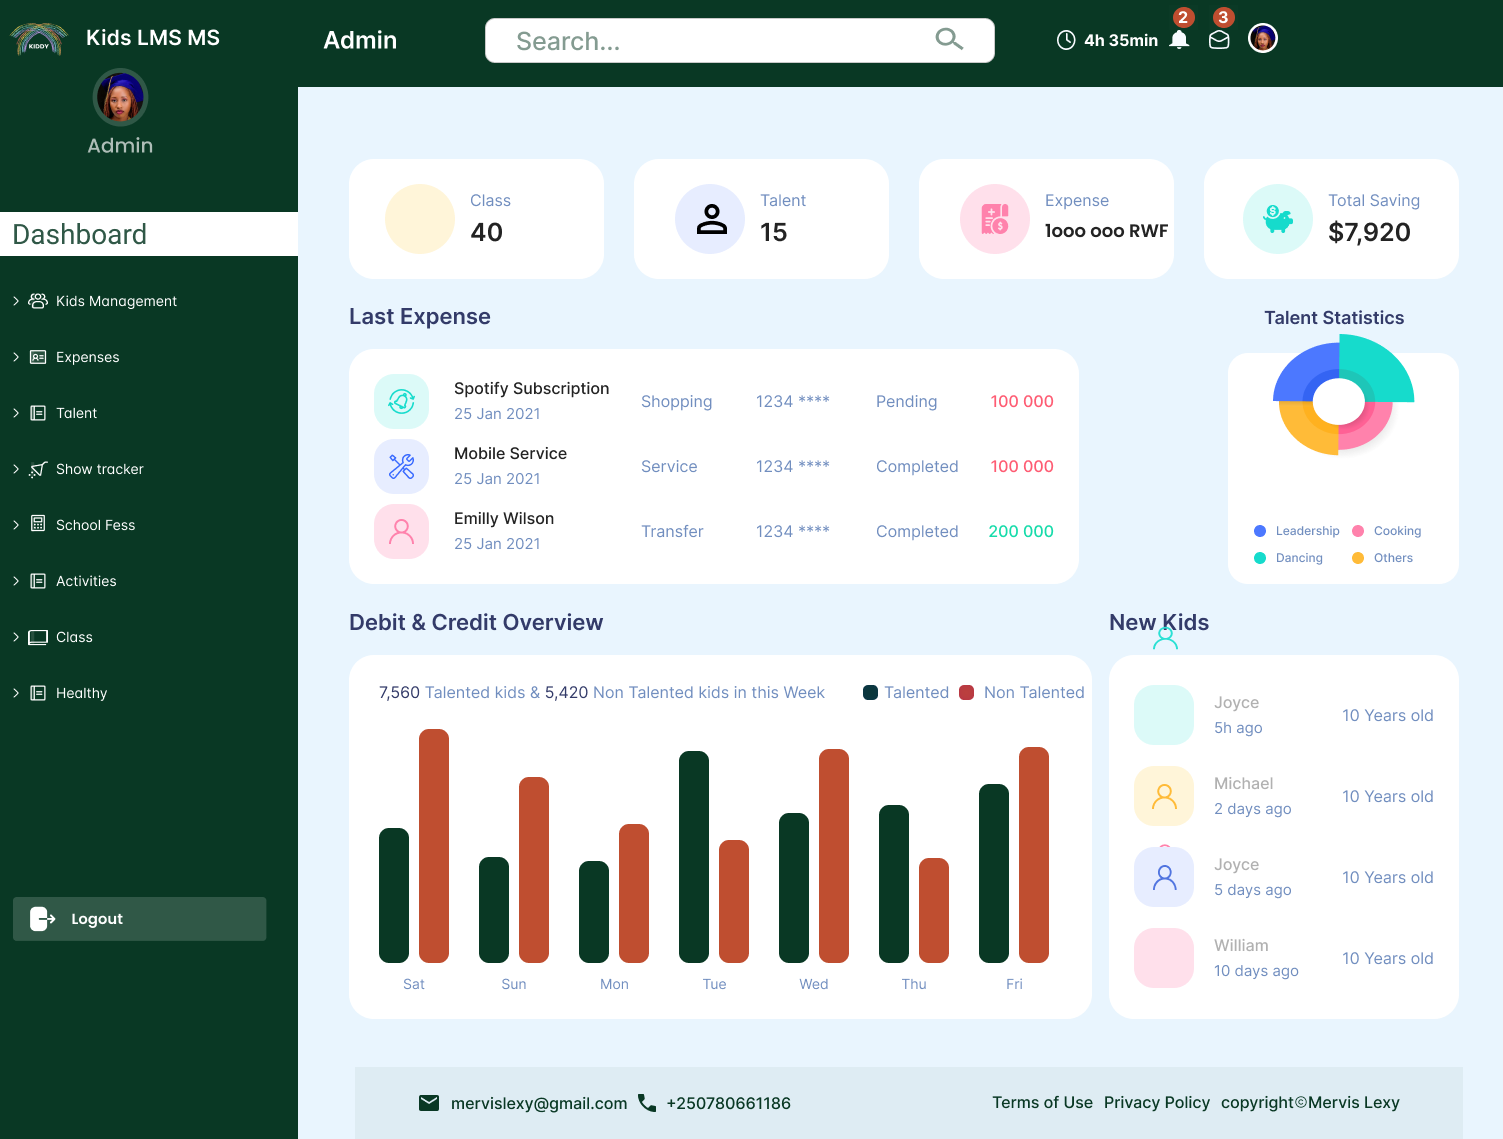 KIDDY
Kids LMS MS
Admin
Search...
4h 35min
2
3
Admin
Dashboard
Kids Management
Expenses
Talent
Show tracker
School Fess
Activities
Class
Healthy
Logout
Class
40
Talent
15
Expense
1ooo ooo RWF
Total Saving
$7,920
Last Expense
Spotify Subscription
25 Jan 2021
Shopping
1234 ****
Pending
100 000
Mobile Service
25 Jan 2021
Service
1234 ****
Completed
100 000
Emilly Wilson
25 Jan 2021
Transfer
1234 ****
Completed
200 000
Talent Statistics
Leadership
Cooking
Dancing
Others
Debit & Credit Overview
7,560 Talented kids & 5,420 Non Talented kids in this Week
Talented
Non Talented
Sat
Sun
Mon
Tue
Wed
Thu
Fri
New Kids
Joyce
5h ago
10 Years old
Michael
2 days ago
10 Years old
Joyce
5 days ago
10 Years old
William
10 days ago
10 Years old
mervislexy@gmail.com
+250780661186
Terms of Use
Privacy Policy
copyright©Mervis Lexy